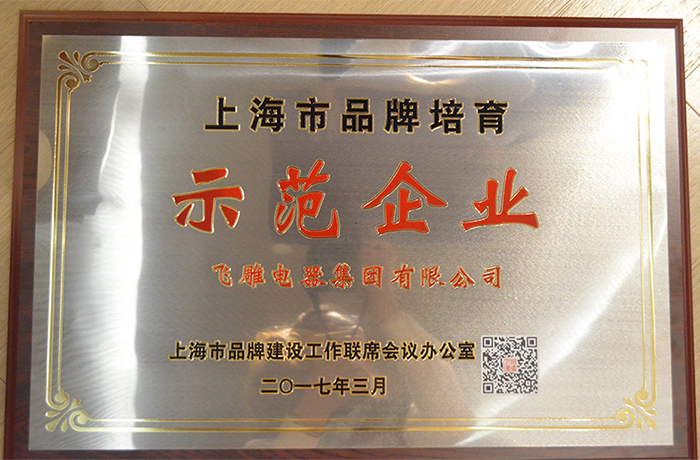 上海市品牌培育
示范企业
飞雕电器集团有限公司
上海市品牌建设工作联席会议办公室
二〇一七年三月